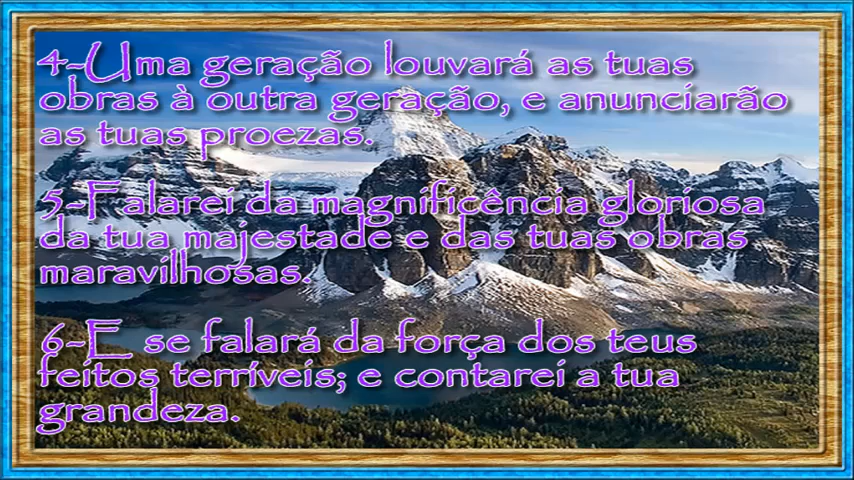 4-Uma geração louvará as tuas
obras à outra geração, e anunciarão
as tuas proezas.
5-Falarei da magnificência gloriosa
da tua majestade e das tuas obras
maravilhosas.
6-E se falará da força dos teus
feitos terríveis; e contarei a tua
grandeza.